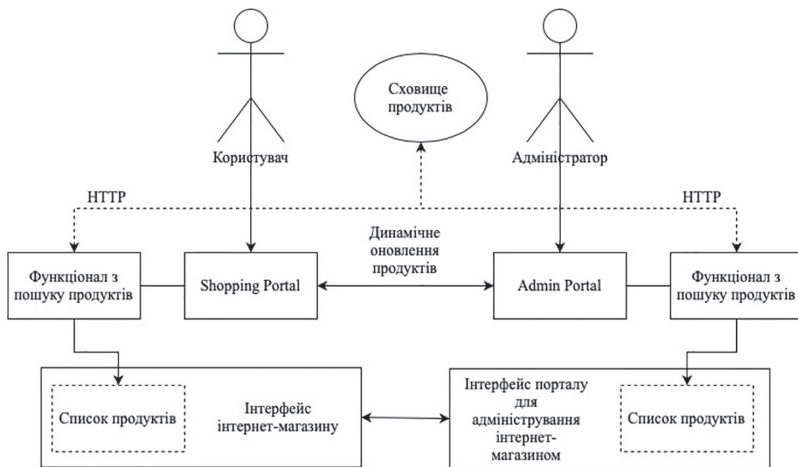 Сховище
продуктів
Користувач
Адміністратор
HTTP
HTTP
Динамічне
оновлення
продуктів
Функціонал з
пошуку продуктів
Shopping Portal
Admin Portal
Функціонал з
пошуку продуктів
Список продуктів
Інтерфейс
інтернет-магазину
Інтерфейс порталу
для
адміністрування
інтернет-
магазином
Список продуктів